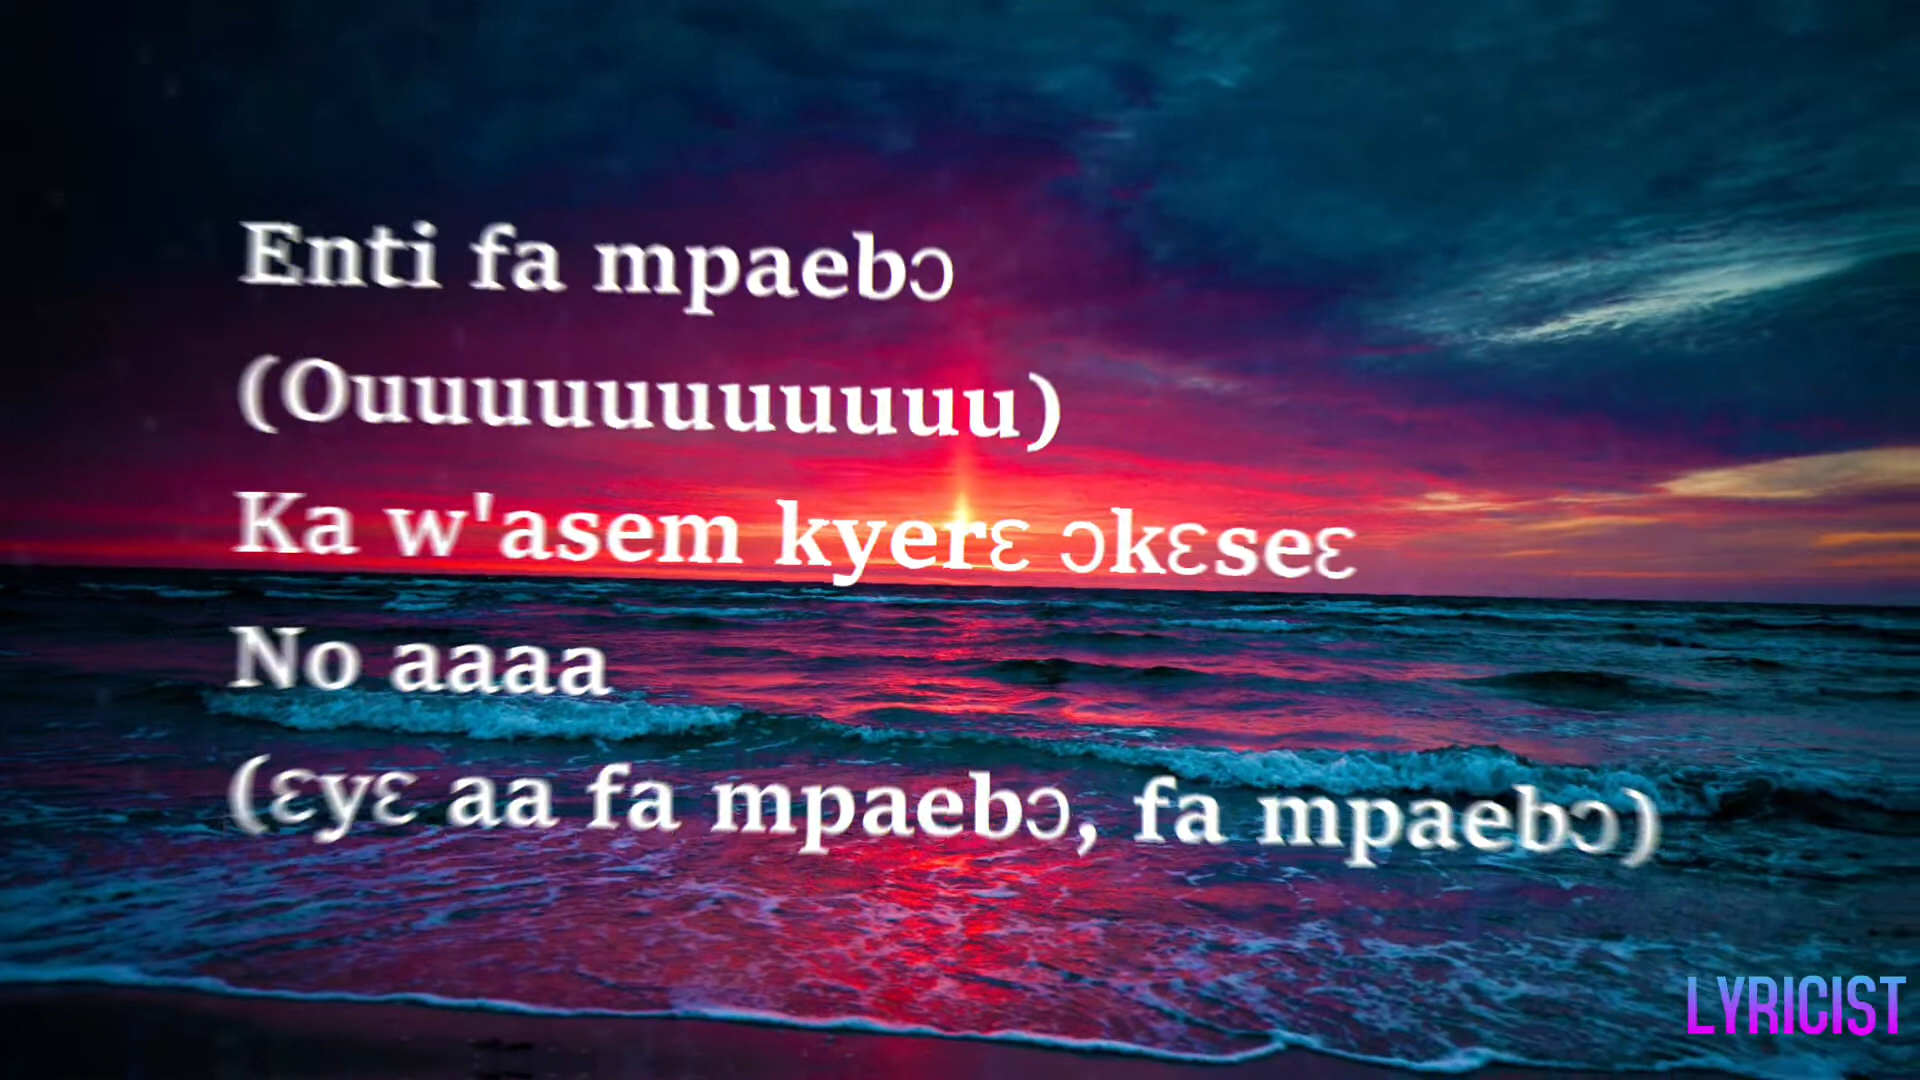 Enti fa mpaebɔ
(Ouuuuuuuuuuu)
Ka w'asem kyerɛ ɔkɛseɛ
No aaaa
(ɛyɛ aa fa mpaebɔ, fa mpaebɔ)
LYRICIST